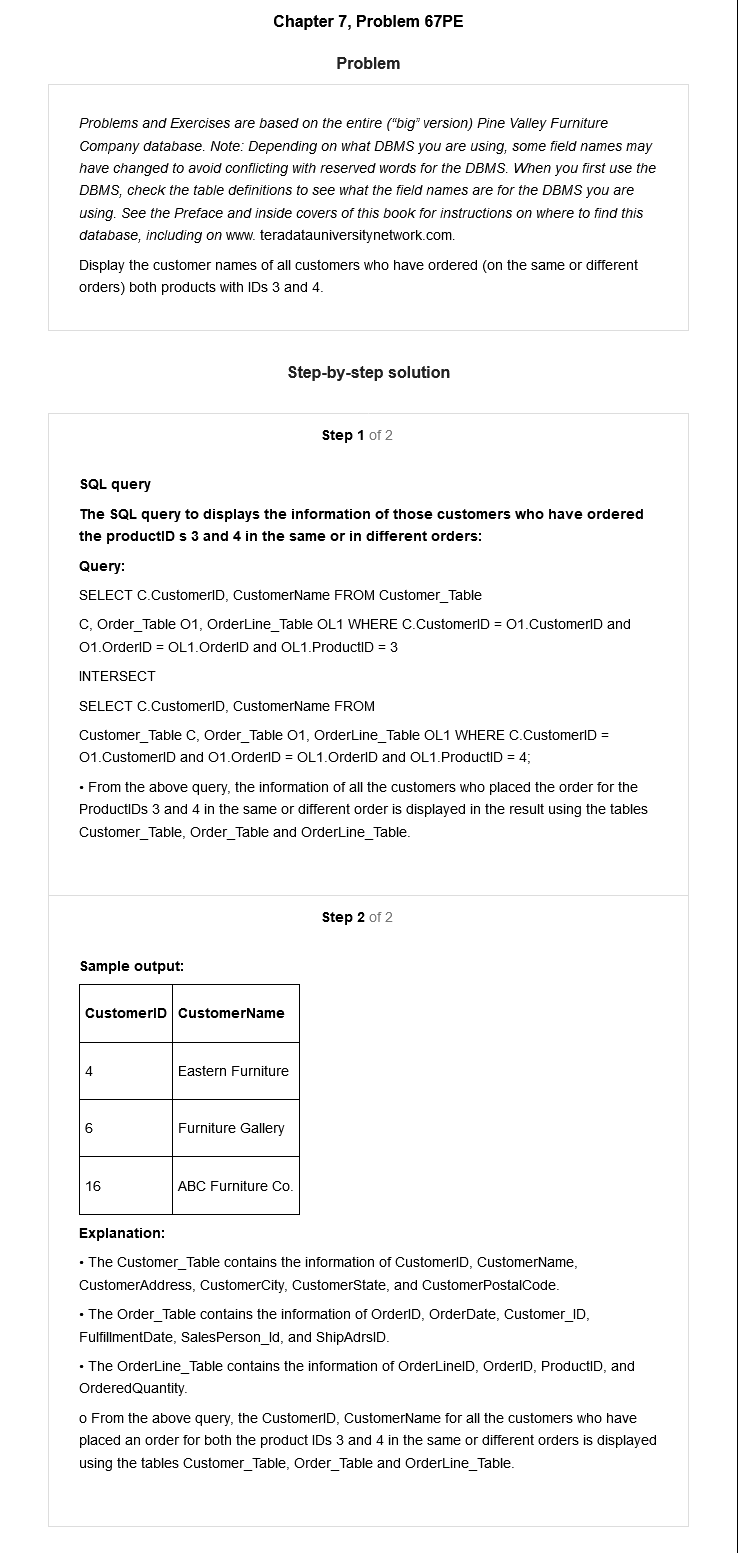 Chapter 7, Problem 67PE
Problem
Problems and Exercises are based on the entire (“big” version) Pine Valley Furniture
Company database. Note: Depending on what DBMS you are using, some field names may
have changed to avoid conflicting with reserved words for the DBMS. When you first use the
DBMS, check the table definitions to see what the field names are for the DBMS you are
using. See the Preface and inside covers of this book for instructions on where to find this
database, including on www. teradatauniversitynetwork.com.
Display the customer names of all customers who have ordered (on the same or different
orders) both products with IDs 3 and 4.
Step-by-step solution
Step 1 of 2
SQL query
The SQL query to displays the information of those customers who have ordered
the productID s 3 and 4 in the same or in different orders:
Query:
SELECT C.CustomerID, CustomerName FROM Customer_Table
C, Order_Table O1, OrderLine_Table OL1 WHERE C.CustomerID = O1.CustomerID and
O1.OrderID = OL1.OrderID and OL1.ProductID = 3
INTERSECT
SELECT C.CustomerID, CustomerName FROM
Customer_Table C, Order_Table O1, OrderLine_Table OL1 WHERE C.CustomerID =
O1.CustomerID and O1.OrderID = OL1.OrderID and OL1.ProductID = 4;
• From the above query, the information of all the customers who placed the order for the
ProductIDs 3 and 4 in the same or different order is displayed in the result using the tables
Customer_Table, Order_Table and OrderLine_Table.
Step 2 of 2
Sample output:
CustomerID CustomerName
4 Eastern Furniture
6 Furniture Gallery
16 ABC Furniture Co.
Explanation:
• The Customer_Table contains the information of CustomerID, CustomerName,
CustomerAddress, CustomerCity, CustomerState, and CustomerPostalCode.
• The Order_Table contains the information of OrderID, OrderDate, Customer_ID,
FulfillmentDate, SalesPerson_Id, and ShipAdrsID.
• The OrderLine_Table contains the information of OrderLineID, OrderID, ProductID, and
OrderedQuantity.
o From the above query, the CustomerID, CustomerName for all the customers who have
placed an order for both the product IDs 3 and 4 in the same or different orders is displayed
using the tables Customer_Table, Order_Table and OrderLine_Table.